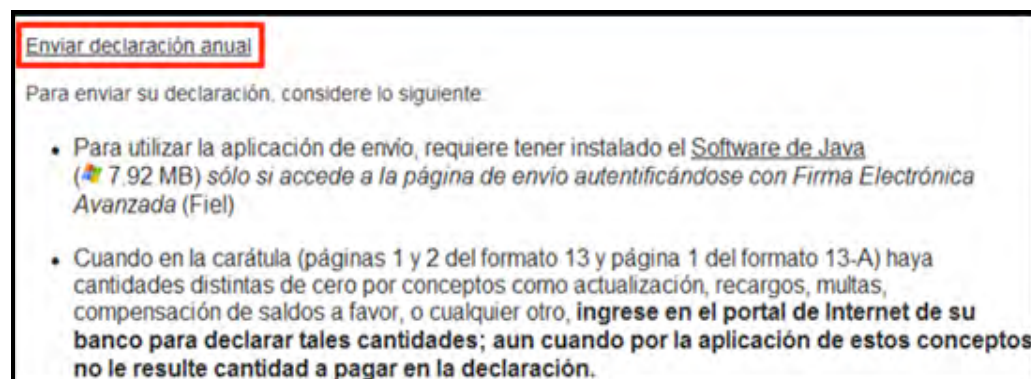 Enviar declaración anual
Para enviar su declaración, considere lo siguiente:
• Para utilizar la aplicación de envío, requiere tener instalado el Software de Java
( 7.92 MB) sólo si accede a la página de envío autentificándose con Firma Electrónica
Avanzada (Fiel)
• Cuando en la carátula (páginas 1 y 2 del formato 13 y página 1 del formato 13-A) haya
cantidades distintas de cero por conceptos como actualización, recargos, multas,
compensación de saldos a favor, o cualquier otro, ingrese en el portal de Internet de su
banco para declarar tales cantidades; aun cuando por la aplicación de estos conceptos
no le resulte cantidad a pagar en la declaración.